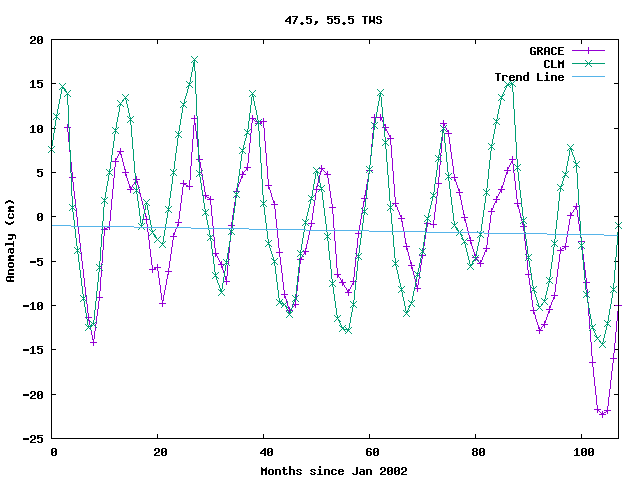 47.5, 55.5 TWS
GRACE
CLM
Trend Line
20
15
10
5
0
-5
-10
-15
-20
-25
Anomaly (cm)
0 20 40 60 80 100
Months since Jan 2002